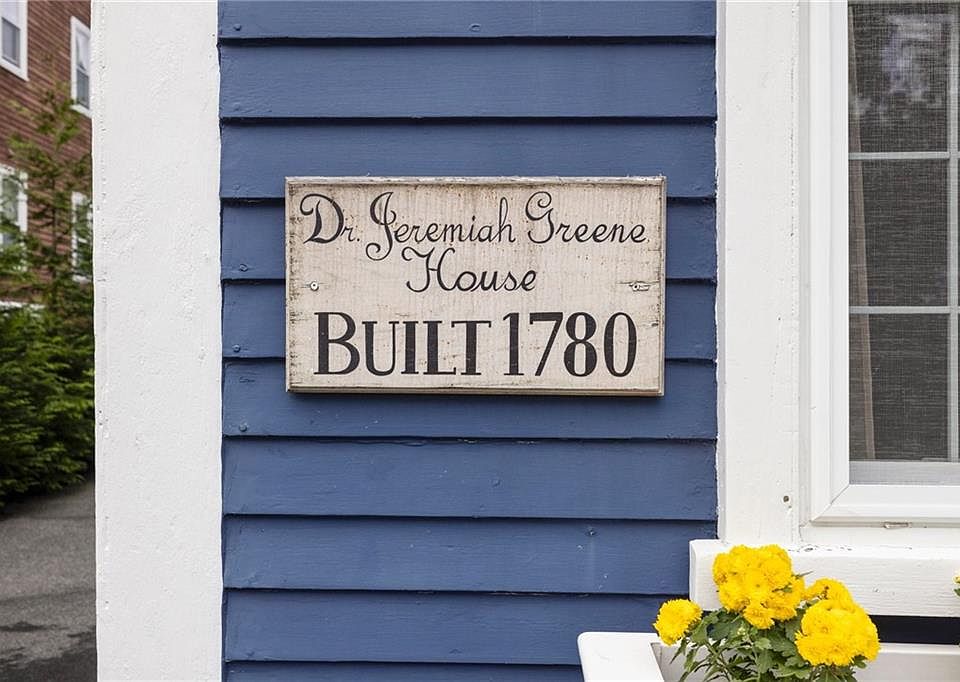 Dr. Jeremiah Greene
House
BUILT 1780